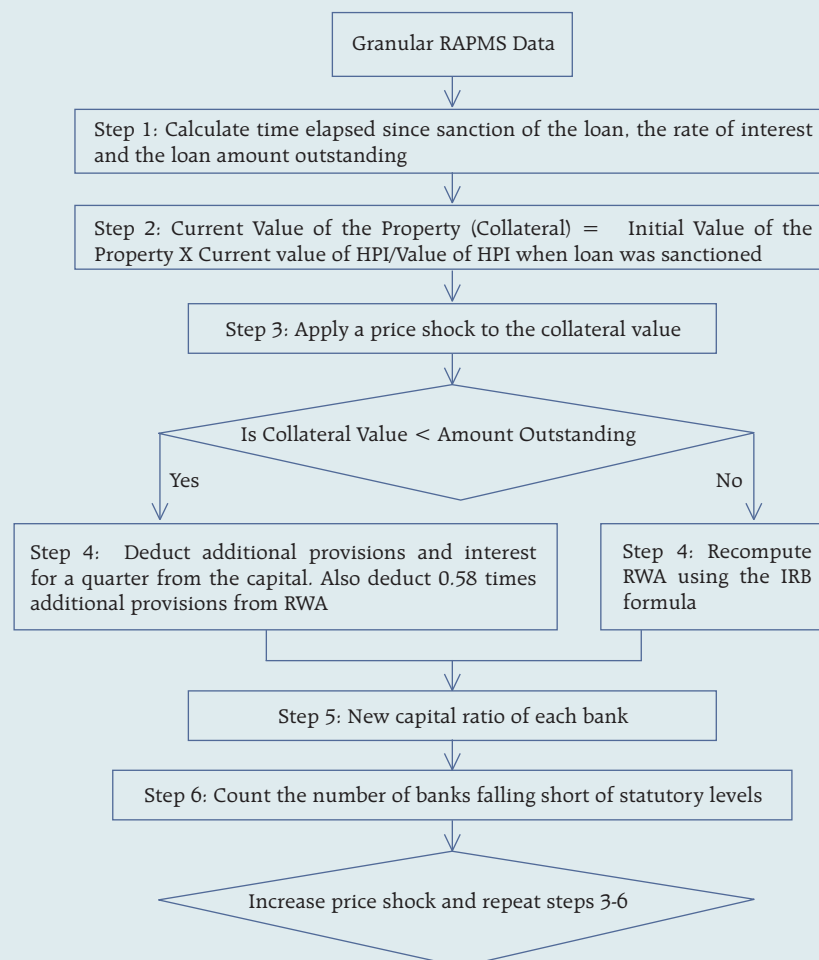 Granular RAPMS Data
Step 1: Calculate time elapsed since sanction of the loan, the rate of interest
and the loan amount outstanding
Step 2: Current Value of the Property (Collateral) = Initial Value of the
Property X Current value of HPI/Value of HPI when loan was sanctioned
Step 3: Apply a price shock to the collateral value
Is Collateral Value < Amount Outstanding
Yes
No
Step 4: Deduct additional provisions and interest
for a quarter from the capital. Also deduct 0.58 times
additional provisions from RWA
Step 4: Recompute
RWA using the IRB
formula
Step 5: New capital ratio of each bank
Step 6: Count the number of banks falling short of statutory levels
Increase price shock and repeat steps 3-6